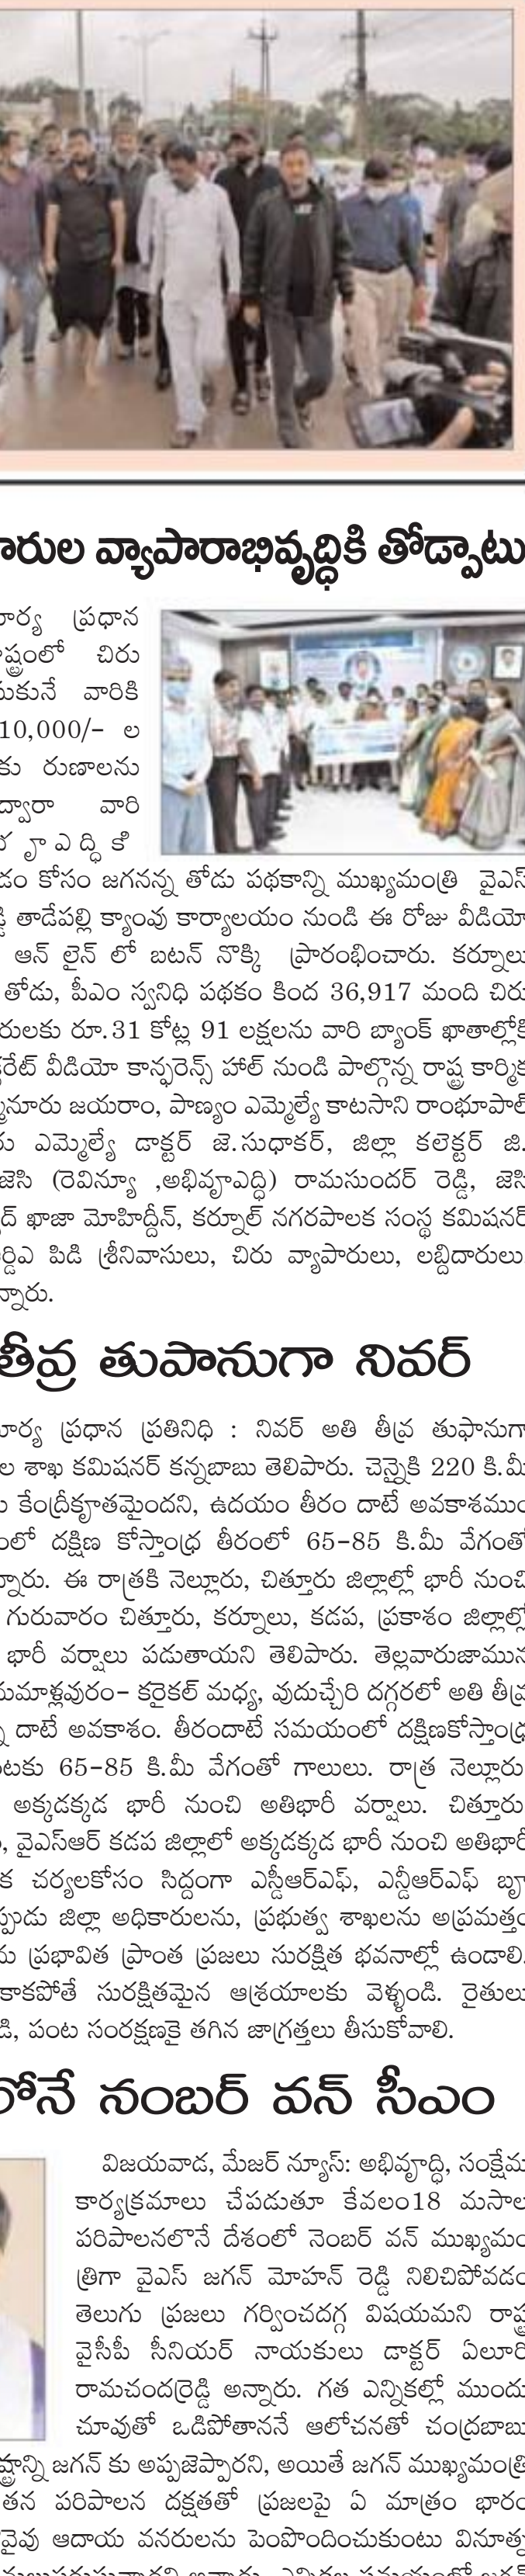 వ్యాపారాభివృద్ధికి తోడ్పాటు
ప్రధాన
చిరు
వారికి
10,000/- ల
కు రుణాలను
ద్వారా వారి
కోసం జగనన్న తోడు పథకాన్ని ముఖ్యమంత్రి వైఎస్
తాడేపల్లి క్యాంపు కార్యాలయం నుండి ఈ రోజు వీడియో
ఆన్ లైన్ లో బటన్ నొక్కి ప్రారంభించారు. కర్నూలు
తోడు, పీఎం స్వనిధి పథకం కింద 36,917 మంది చిరు
రులకు రూ.31 కోట్ల 91 లక్షలను వారి బ్యాంక్ ఖాతాల్లోకి
వీడియో కాన్ఫరెన్స్ హాల్ నుండి పాల్గొన్న రాష్ట్ర కార్మిక
జయరాం, పాణ్యం ఎమ్మెల్యే కాటసాని రాంభూపాల్
ఎమ్మెల్యే డాక్టర్ జె.సుధాకర్, జిల్లా కలెక్టర్ జి.
జెసి (రెవిన్యూ ,అభివృఎద్ధి) రామసుందర్ రెడ్డి, జెసి
ఖాజా మోహిద్దీన్, కర్నూల్ నగరపాలక సంస్థ కమిషనర్
పిడి శ్రీనివాసులు, చిరు వ్యాపారులు, లబ్దిదారులు
న్నారు.
తీవ్ర తుపానుగా నివర్
ప్రధాన ప్రతినిధి : నివర్ అతి తీవ్ర తుఫానుగా
ల శాఖ కమిషనర్ కన్నబాబు తెలిపారు. చెన్నైకి 220 కి.మీ
కేంద్రీకృతమైందని, ఉదయం తీరం దాటే అవకాశముం
లో దక్షిణ కోస్తాంధ్ర తీరంలో 65-85 కి.మీ వేగంతో
న్నారు. ఈ రాత్రకి నెల్లూరు, చిత్తూరు జిల్లాల్లో భారీ నుంచి
గురువారం చిత్తూరు, కర్నూలు, కడప, ప్రకాశం జిల్లాల్లో
భారీ వర్షాలు పడుతాయని తెలిపారు. తెల్లవారుజామున
మాళ్లవురం- కరైకల్ మధ్య, వుదుచ్చేరి దగ్గరలో అతి తీవ్ర
దాటే అవకాశం. తీరందాటే సమయంలో దక్షిణకోస్తాంధ్ర
టకు 65-85 కి.మీ వేగంతో గాలులు. రాత్ర నెల్లూరు
అక్కడక్కడ భారీ నుంచి అతిభారీ వర్షాలు. చిత్తూరు
, వైఎస్ఆర్ కడప జిల్లాలో అక్కడక్కడ భారీ నుంచి అతిభారీ
క చర్యలకోసం సిద్దంగా ఎస్డీఆర్ఎఫ్, ఎన్డీఆర్ఎఫ్ బృ
ప్పుడు జిల్లా అధికారులను, ప్రభుత్వ శాఖలను అప్రమత్తం
ను ప్రభావిత ప్రాంత ప్రజలు సురక్షిత భవనాల్లో ఉండాలి.
కాకపోతే సురక్షితమైన ఆశ్రయాలకు వెళ్ళండి. రైతులు
డి, పంట సంరక్షణకై తగిన జాగ్రత్తలు తీసుకోవాలి.
లోనే నంబర్ వన్ సీఎం
విజయవాడ, మేజర్ న్యూస్: అభివృద్ధి, సంక్షేమ
కార్యక్రమాలు చేపడుతూ కేవలం18 మసాల
పరిపాలనలొనే దేశంలో నెంబర్ వన్ ముఖ్యమం
త్రిగా వైఎస్ జగన్ మోహన్ రెడ్డి నిలిచిపోవడం
తెలుగు ప్రజలు గర్వించదగ్గ విషయమని రాష్ట్ర
వైసీపీ సీనియర్ నాయకులు డాక్టర్ ఏలూరి
రామచంద్రరెడ్డి అన్నారు. గత ఎన్నికల్లో ముందు
చూవుతో ఒడిపోతాననే ఆలోచనతో చంద్రబాబు
జగన్ కు అప్పజెప్పారని, అయితే జగన్ ముఖ్యమంత్రి
తన పరిపాలన దక్షతతో ప్రజలపై ఏ మాత్రం భారం
వైవు ఆదాయ వనరులను పెంపొందించుకుంటు వినూత్న